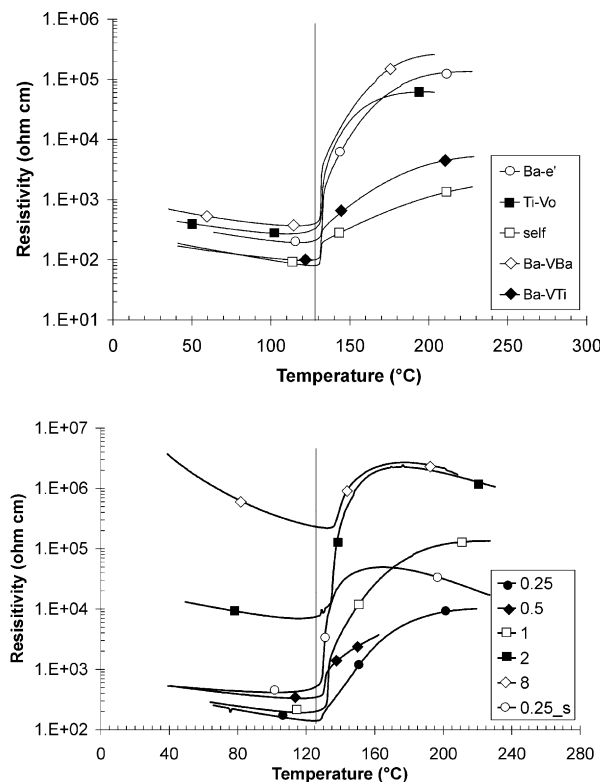 1.E+06
1.E+05
1.E+04
1.E+03
1.E+02
1.E+01
Resistivity (ohm cm)
0 50 100 150 200 250 300
Temperature (°C)
Ba-e'
Ti-Vo
self
Ba-VBa
Ba-VTi
1.E+07
1.E+06
1.E+05
1.E+04
1.E+03
1.E+02
Resisitivity (ohm cm)
0 40 80 120 160 200 240 280
Temperature (°C)
0.25
0.5
1
2
8
0.25_s